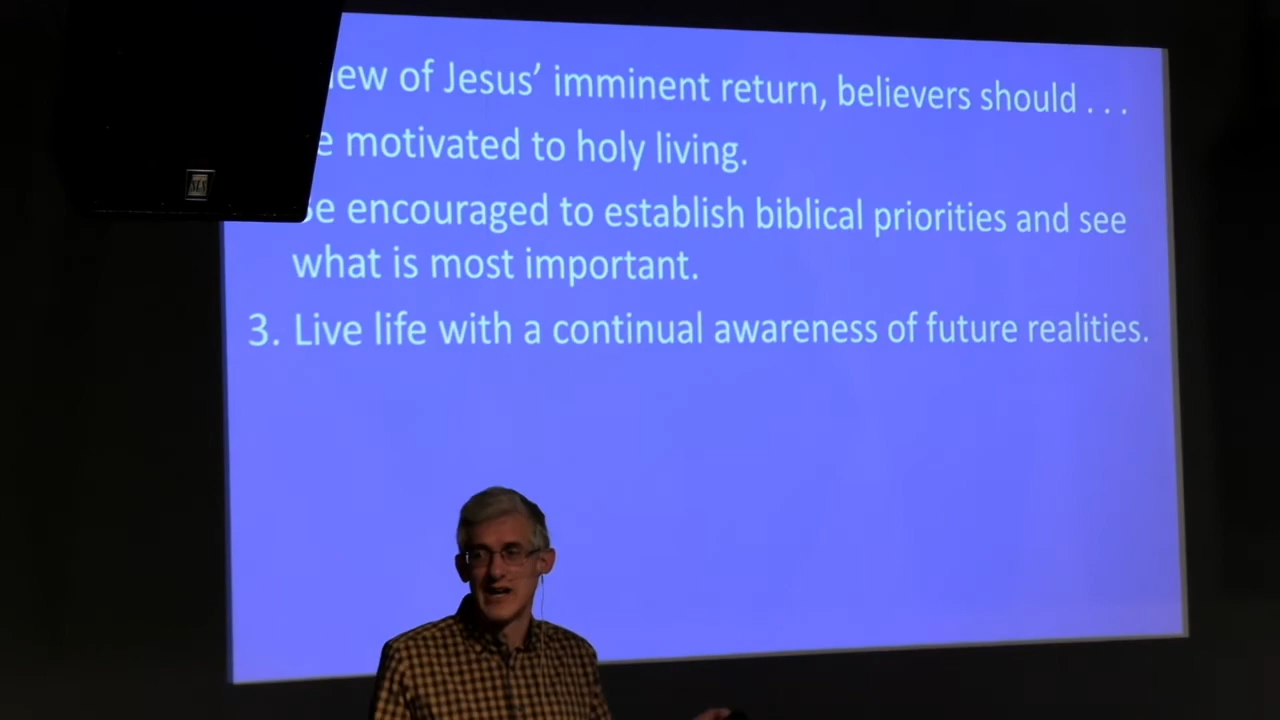 of Jesus’ imminent return, believers should . . .
motivated to holy living.
encouraged to establish biblical priorities and see
what is most important.
3. Live life with a continual awareness of future realities.